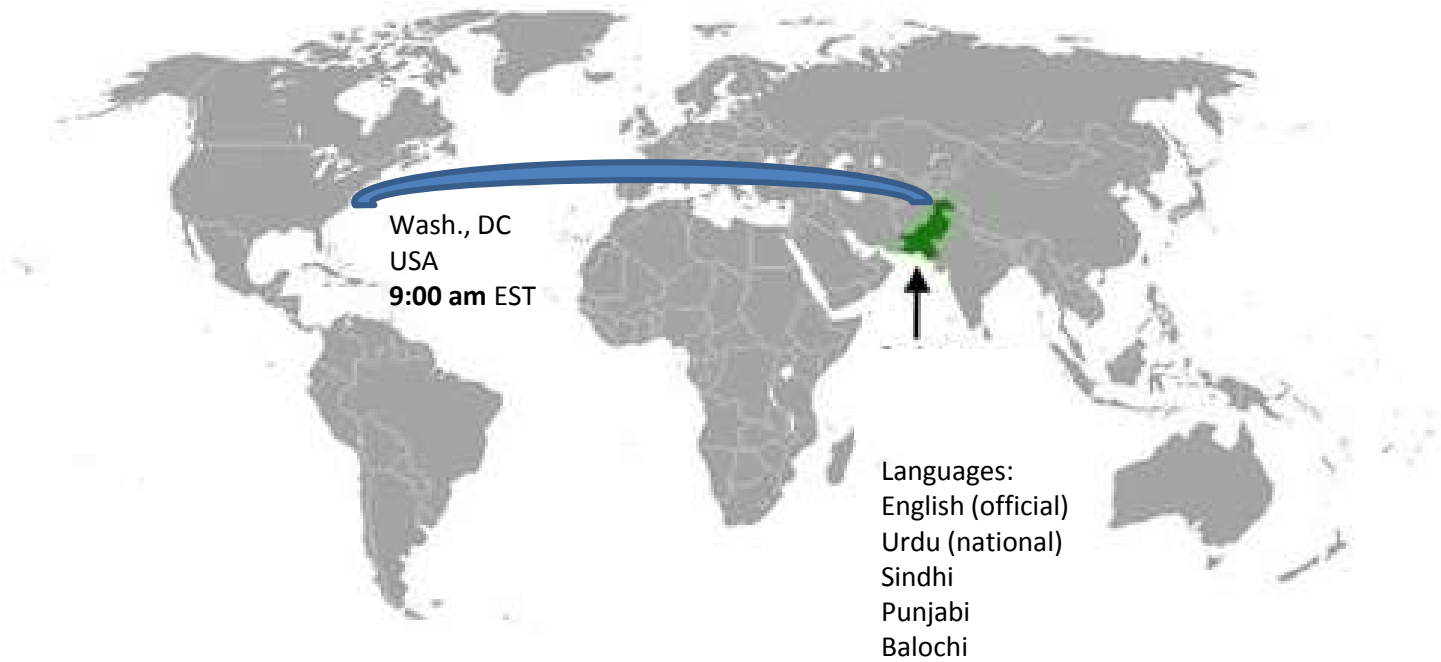 Wash., DC
USA
9:00 am EST
Languages:
English (official)
Urdu (national)
Sindhi
Punjabi
Balochi